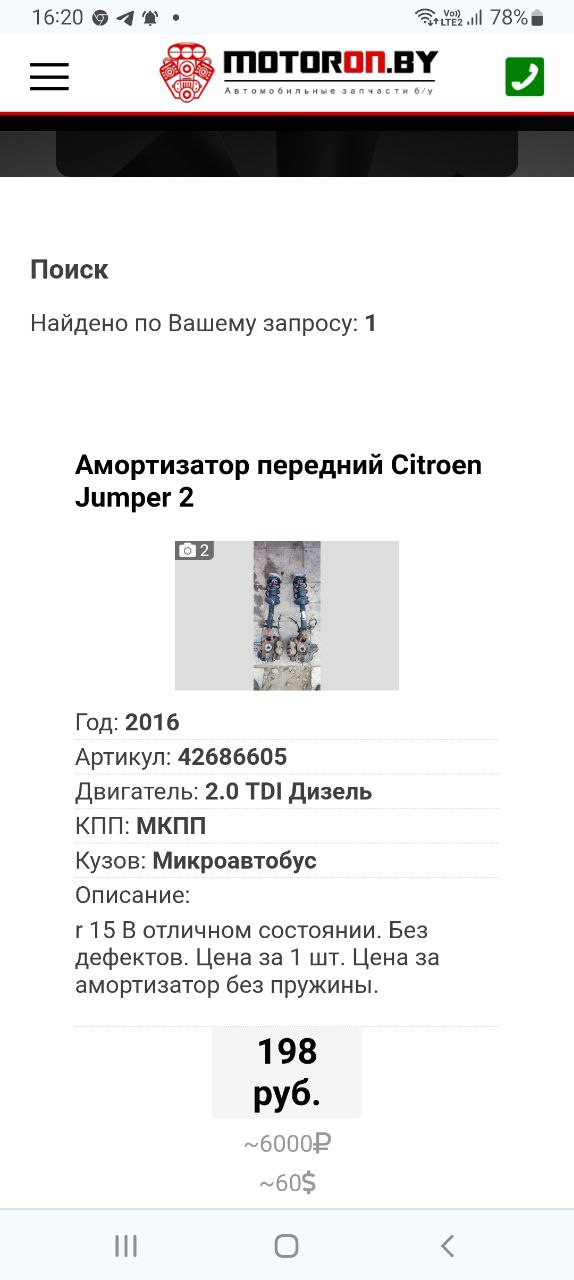 16:20
Vo)) LTE2 78%
MOTORON.BY
Автомобильные запчасти б/у
Поиск
Найдено по Вашему запросу: 1
Амортизатор передний Citroen
Jumper 2
2
Год: 2016
Артикул: 42686605
Двигатель: 2.0 TDI Дизель
КПП: МКПП
Кузов: Микроавтобус
Описание:
r 15 В отличном состоянии. Без
дефектов. Цена за 1 шт. Цена за
амортизатор без пружины.
198
руб.
~6000₽
~60$